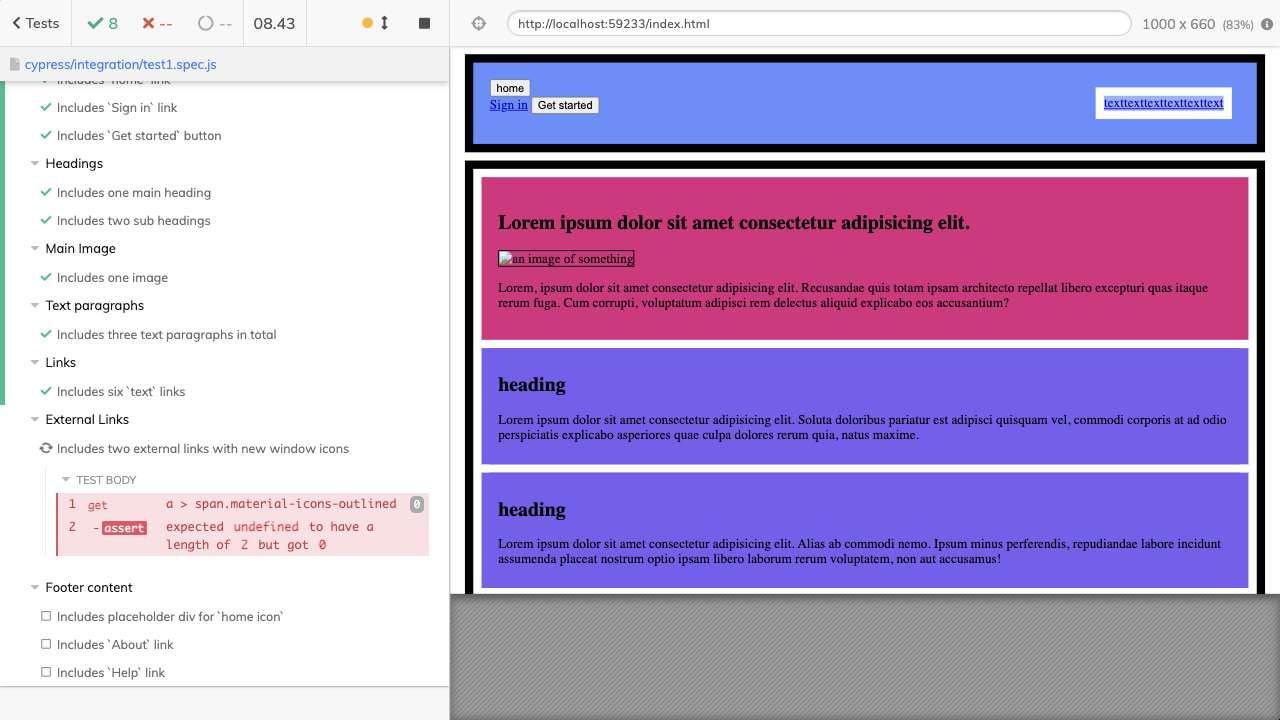 Tests
8
--
--
08.43
http://localhost:59233/index.html
1000 x 660 (83%)
cypress/integration/test1.spec.js
Includes `home` link
Includes `Sign in` link
Includes `Get started` button
Headings
Includes one main heading
Includes two sub headings
Main Image
Includes one image
Text paragraphs
Includes three text paragraphs in total
Links
Includes six `text` links
External Links
Includes two external links with new window icons
TEST BODY
1 get a > span.material-icons-outlined 0
2 -assert expected undefined to have a
length of 2 but got 0
Footer content
Includes placeholder div for `home icon`
Includes `About` link
Includes `Help` link
home
Sign in Get started
texttexttexttexttexttext
Lorem ipsum dolor sit amet consectetur adipisicing elit.
an image of something
Lorem, ipsum dolor sit amet consectetur adipisicing elit. Recusandae quis totam ipsam architecto repellat libero excepturi quas itaque
rerum fuga. Cum corrupti, voluptatum adipisci rem delectus aliquid explicabo eos accusantium?
heading
Lorem ipsum dolor sit amet consectetur adipisicing elit. Soluta doloribus pariatur est adipisci quisquam vel, commodi corporis at ad odio
perspiciatis explicabo asperiores quae culpa dolores rerum quia, natus maxime.
heading
Lorem ipsum dolor sit amet consectetur adipisicing elit. Alias ab commodi nemo. Ipsum minus perferendis, repudiandae labore incidunt
assumenda placeat nostrum optio ipsam libero laborum rerum voluptatem, non aut accusamus!